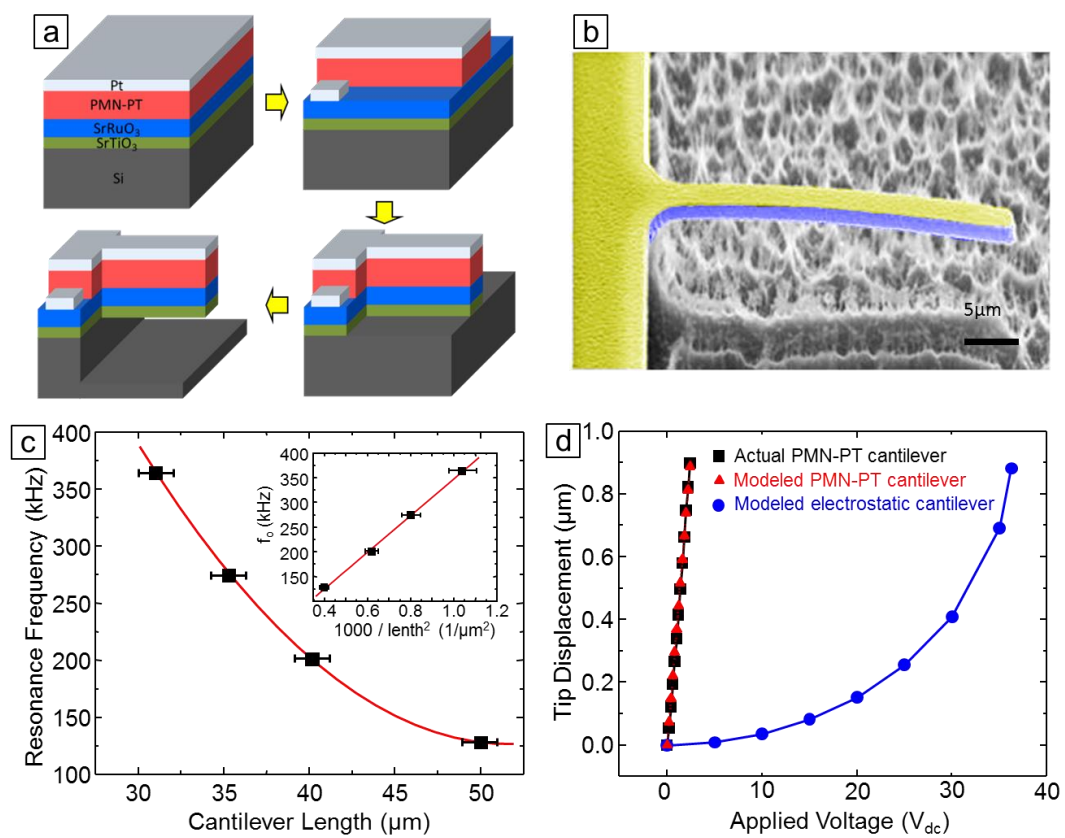 a
Pt
PMN-PT
SrRuO₃
SrTiO₃
Si
b
5μm
c
Resonance Frequency (kHz)
400
350
300
250
200
150
100
30 35 40 45 50
Cantilever Length (μm)
f₀ (kHz)
400
350
300
250
200
150
0.4 0.6 0.8 1.0 1.2
1000 / lenth² (1/μm²)
d
Tip Displacement (μm)
1.0
0.8
0.6
0.4
0.2
0.0
0 10 20 30 40
Applied Voltage (V_dc)
Actual PMN-PT cantilever
Modeled PMN-PT cantilever
Modeled electrostatic cantilever